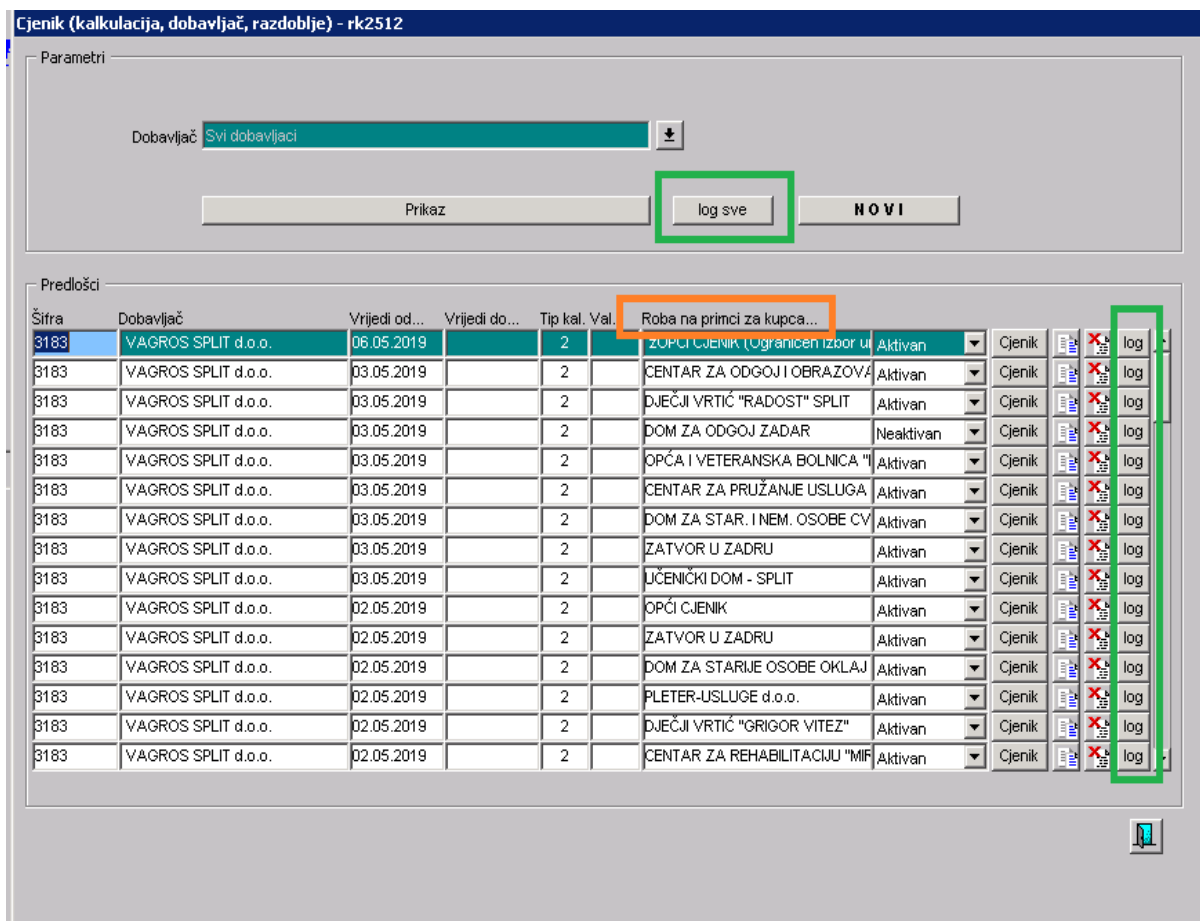 Cjenik (kalkulacija, dobavljač, razdoblje) - rk2512
Parametri
Dobavljač Svi dobavljaci
Prikaz log sve N O V I
Predlošci
Šifra Dobavljač Vrijedi od... Vrijedi do... Tip kal. Val. Roba na primci za kupca...
3183 VAGROS SPLIT d.o.o. 06.05.2019 2 zOPĆI CJENIK (Ograničen izbor Aktivan Cjenik log
3183 VAGROS SPLIT d.o.o. 03.05.2019 2 CENTAR ZA ODGOJ I OBRAZOVA Aktivan Cjenik log
3183 VAGROS SPLIT d.o.o. 03.05.2019 2 DJEČJI VRTIĆ "RADOST" SPLIT Aktivan Cjenik log
3183 VAGROS SPLIT d.o.o. 03.05.2019 2 DOM ZA ODGOJ ZADAR Neaktivan Cjenik log
3183 VAGROS SPLIT d.o.o. 03.05.2019 2 OPĆA I VETERANSKA BOLNICA Aktivan Cjenik log
3183 VAGROS SPLIT d.o.o. 03.05.2019 2 CENTAR ZA PRUŽANJE USLUGA Aktivan Cjenik log
3183 VAGROS SPLIT d.o.o. 03.05.2019 2 DOM ZA STAR. I NEM. OSOBE CV Aktivan Cjenik log
3183 VAGROS SPLIT d.o.o. 03.05.2019 2 ZATVOR U ZADRU Aktivan Cjenik log
3183 VAGROS SPLIT d.o.o. 03.05.2019 2 UČENIČKI DOM - SPLIT Aktivan Cjenik log
3183 VAGROS SPLIT d.o.o. 02.05.2019 2 OPĆI CJENIK Aktivan Cjenik log
3183 VAGROS SPLIT d.o.o. 02.05.2019 2 ZATVOR U ZADRU Aktivan Cjenik log
3183 VAGROS SPLIT d.o.o. 02.05.2019 2 DOM ZA STARIJE OSOBE OKLAJ Aktivan Cjenik log
3183 VAGROS SPLIT d.o.o. 02.05.2019 2 PLETER-USLUGE d.o.o. Aktivan Cjenik log
3183 VAGROS SPLIT d.o.o. 02.05.2019 2 DJEČJI VRTIĆ "GRIGOR VITEZ" Aktivan Cjenik log
3183 VAGROS SPLIT d.o.o. 02.05.2019 2 CENTAR ZA REHABILITACIJU "MIR Aktivan Cjenik log